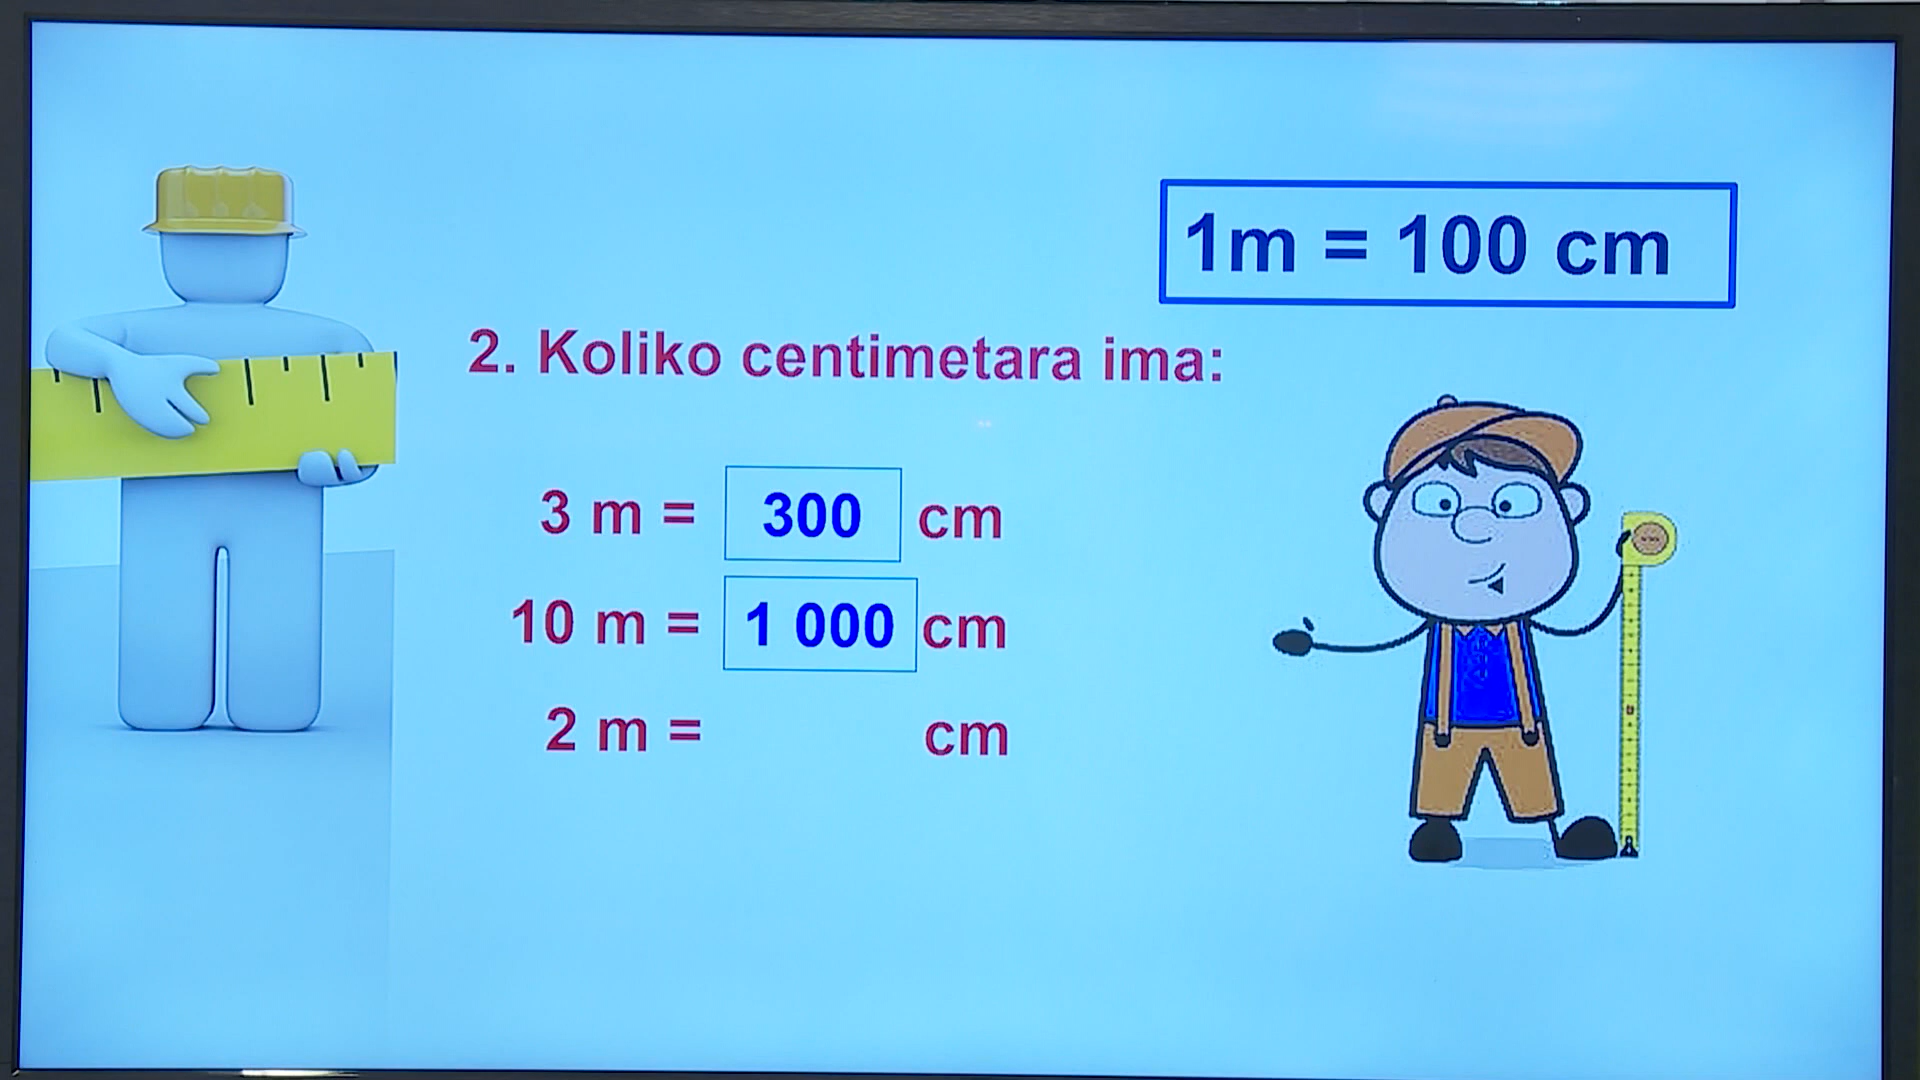 1m = 100 cm
2. Koliko centimetara ima:
3 m = 300 cm
10 m = 1 000 cm
2 m = cm